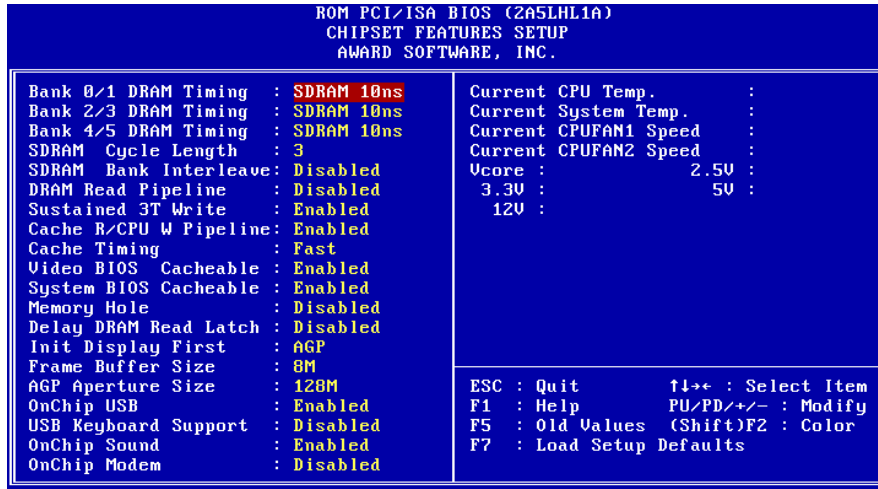 ROM PCI/ISA BIOS (2A5LHL1A)
CHIPSET FEATURES SETUP
AWARD SOFTWARE, INC.
Bank 0/1 DRAM Timing : SDRAM 10ns
Bank 2/3 DRAM Timing : SDRAM 10ns
Bank 4/5 DRAM Timing : SDRAM 10ns
SDRAM Cycle Length : 3
SDRAM Bank Interleave: Disabled
DRAM Read Pipeline : Disabled
Sustained 3T Write : Enabled
Cache R/CPU W Pipeline: Enabled
Cache Timing : Fast
Video BIOS Cacheable : Enabled
System BIOS Cacheable : Enabled
Memory Hole : Disabled
Delay DRAM Read Latch : Disabled
Init Display First : AGP
Frame Buffer Size : 8M
AGP Aperture Size : 128M
OnChip USB : Enabled
USB Keyboard Support : Disabled
OnChip Sound : Enabled
OnChip Modem : Disabled
Current CPU Temp. :
Current System Temp. :
Current CPUFAN1 Speed :
Current CPUFAN2 Speed :
Vcore : 2.5V :
3.3V : 5V :
12V :
ESC : Quit ↑↓→← : Select Item
F1 : Help PU/PD/+/- : Modify
F5 : Old Values (Shift)F2 : Color
F7 : Load Setup Defaults